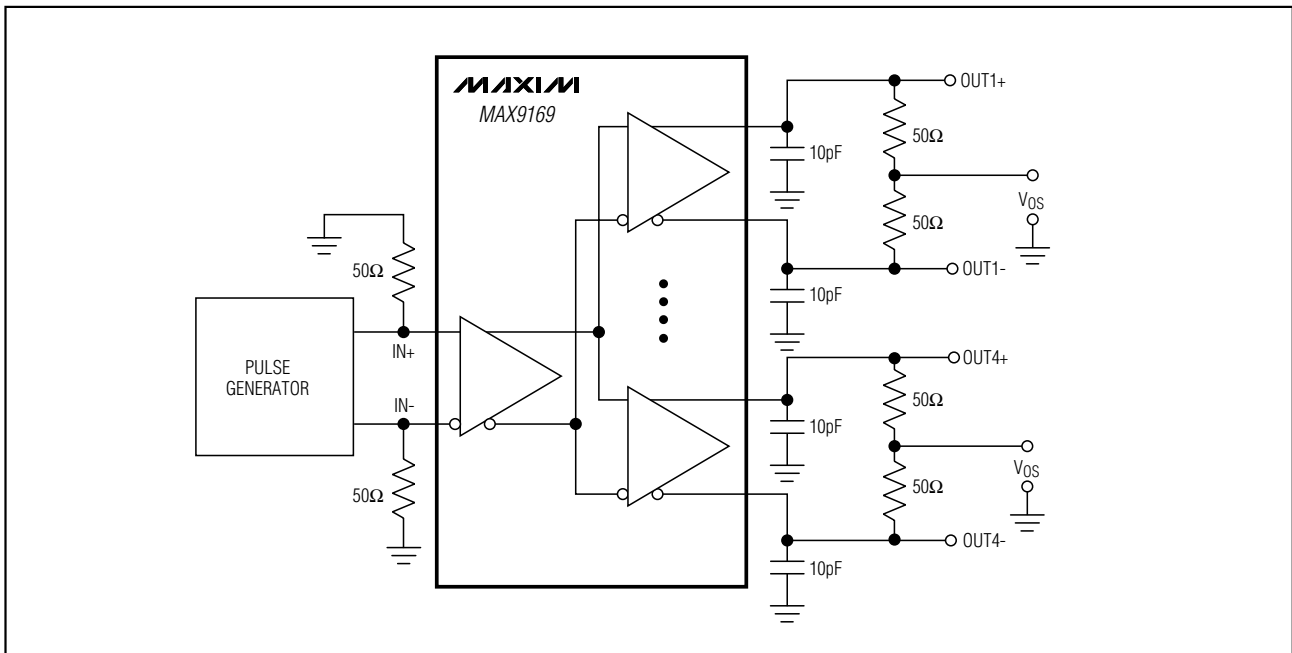 MAXIM
MAX9169
OUT1+
50Ω
10pF
VOS
50Ω
50Ω
OUT1-
10pF
IN+
PULSE
GENERATOR
OUT4+
50Ω
IN-
10pF
VOS
50Ω
50Ω
OUT4-
10pF